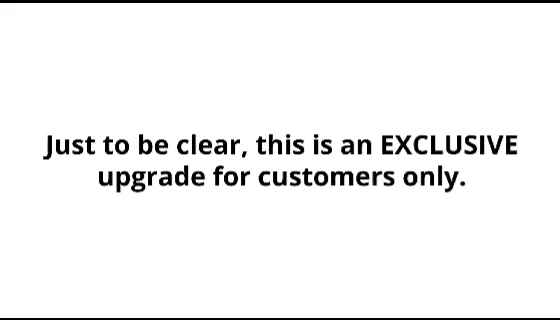 Just to be clear, this is an EXCLUSIVE
upgrade for customers only.